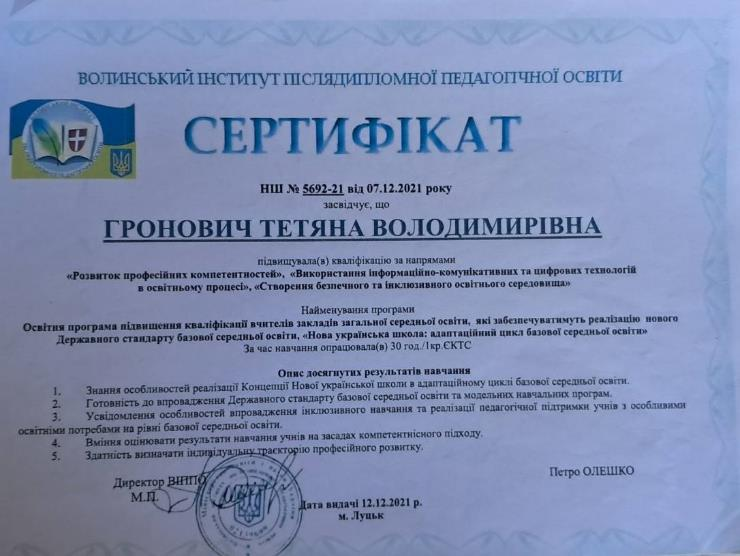 ВОЛИНСЬКИЙ ІНСТИТУТ ПІСЛЯДИПЛОМНОЇ ПЕДАГОГІЧНОЇ ОСВІТИ
СЕРТИФІКАТ
НШ № 5692-21 від 07.12.2021 року
засвідчує, що
ГРОНОВИЧ ТЕТЯНА ВОЛОДИМИРІВНА
підвищувала(в) кваліфікацію за напрямами
«Розвиток професійних компетентностей», «Використання інформаційно-комунікативних та цифрових технологій
в освітньому процесі», «Створення безпечного та інклюзивного освітнього середовища»
Найменування програми
Освітня програма підвищення кваліфікації вчителів закладів загальної середньої освіти, які забезпечуватимуть реалізацію нового
Державного стандарту базової середньої освіти, «Нова українська школа: адаптаційний цикл базової середньої освіти»
За час навчання опрацювала(в) 30 год./1кр.ЄКТС
Опис досягнутих результатів навчання
1. Знання особливостей реалізації Концепції Нової української школи в адаптаційному циклі базової середньої освіти.
2. Готовність до впровадження Державного стандарту базової середньої освіти та модельних навчальних програм.
3. Усвідомлення особливостей впровадження інклюзивного навчання та реалізації педагогічної підтримки учнів з особливими
освітніми потребами на рівні базової середньої освіти.
4. Вміння оцінювати результати навчання учнів на засадах компетентнісного підходу.
5. Здатність визначати індивідуальну траєкторію професійного розвитку.
Директор ВІППО
Петро ОЛЕШКО
М.П.
Дата видачі 12.12.2021 р.
м. Луцьк